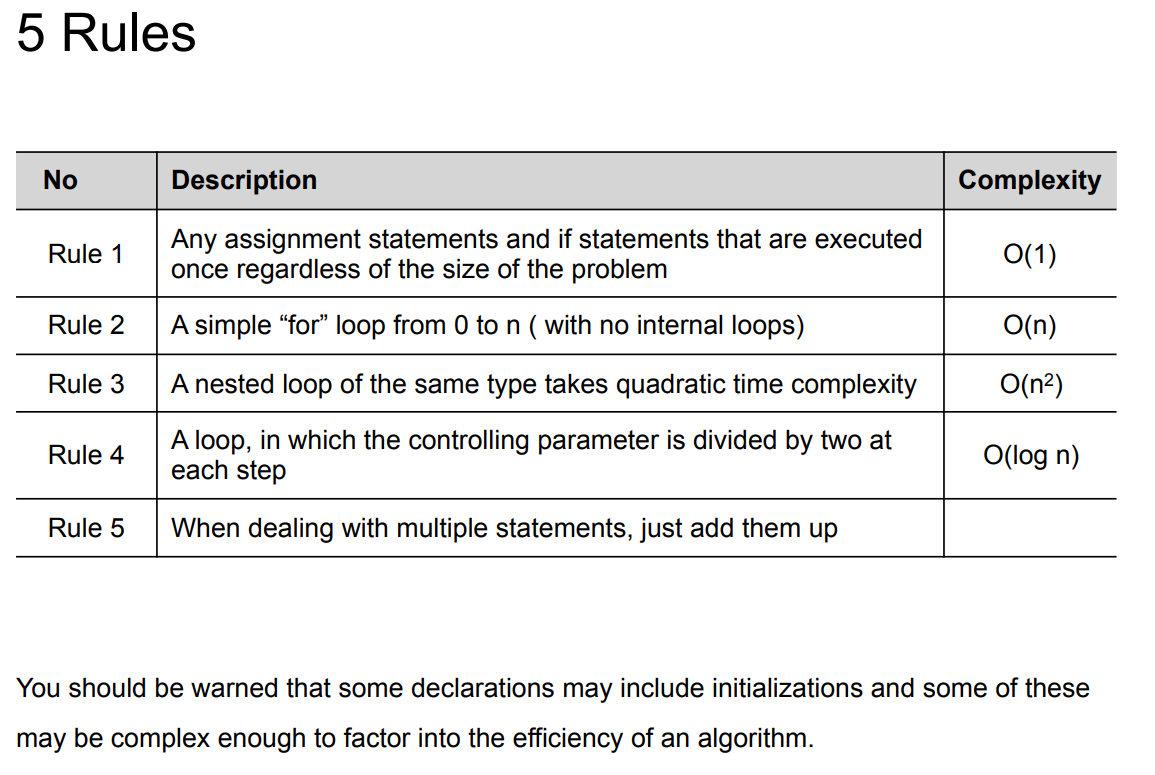 5 Rules
No Description Complexity
Rule 1 Any assignment statements and if statements that are executed
once regardless of the size of the problem O(1)
Rule 2 A simple “for” loop from 0 to n ( with no internal loops) O(n)
Rule 3 A nested loop of the same type takes quadratic time complexity O(n²)
Rule 4 A loop, in which the controlling parameter is divided by two at
each step O(log n)
Rule 5 When dealing with multiple statements, just add them up
You should be warned that some declarations may include initializations and some of these
may be complex enough to factor into the efficiency of an algorithm.